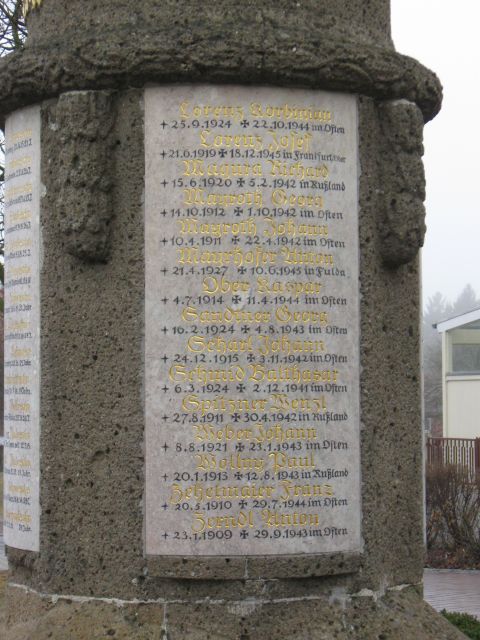 Lorenz Korbinian
+ 25.9.1924 ✠ 22.10.1944 im Osten
Lorenz Josef
+ 21.6.1919 ✠ 18.12.1945 in Frankfurt/Oder
Magura Richard
+ 15.6.1920 ✠ 5.2.1942 in Rußland
Mayroth Georg
+ 14.10.1912 ✠ 1.10.1942 im Osten
Mayroth Johann
+ 10.4.1911 ✠ 22.4.1942 im Osten
Mayrhofer Anton
+ 21.4.1927 ✠ 10.6.1945 in Fulda
Ober Kaspar
+ 4.7.1914 ✠ 11.4.1944 im Osten
Sandtner Georg
+ 16.2.1924 ✠ 4.8.1943 im Osten
Scharl Johann
+ 24.12.1915 ✠ 3.11.1942 im Osten
Schmid Balthasar
+ 6.3.1924 ✠ 2.12.1941 im Osten
Spitzner Wenzl
+ 27.8.1911 ✠ 30.4.1942 in Rußland
Weber Johann
+ 8.8.1921 ✠ 23.1.1943 im Osten
Wollny Paul
+ 20.1.1913 ✠ 12.8.1943 in Rußland
Zehetmaier Franz
+ 20.5.1910 ✠ 29.7.1944 im Osten
Zerndl Anton
+ 23.1.1909 ✠ 29.9.1943 im Osten